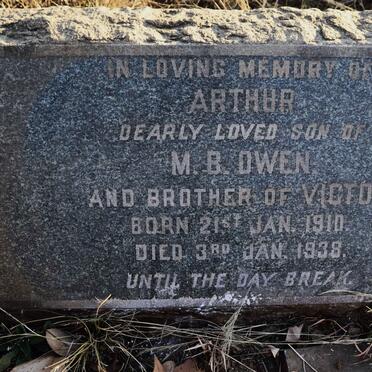 IN LOVING MEMORY OF
ARTHUR
DEARLY LOVED SON OF
M. B. OWEN.
AND BROTHER OF VICTO
BORN 21ST JAN. 1910.
DIED 3RD JAN. 1938.
UNTIL THE DAY BREAK